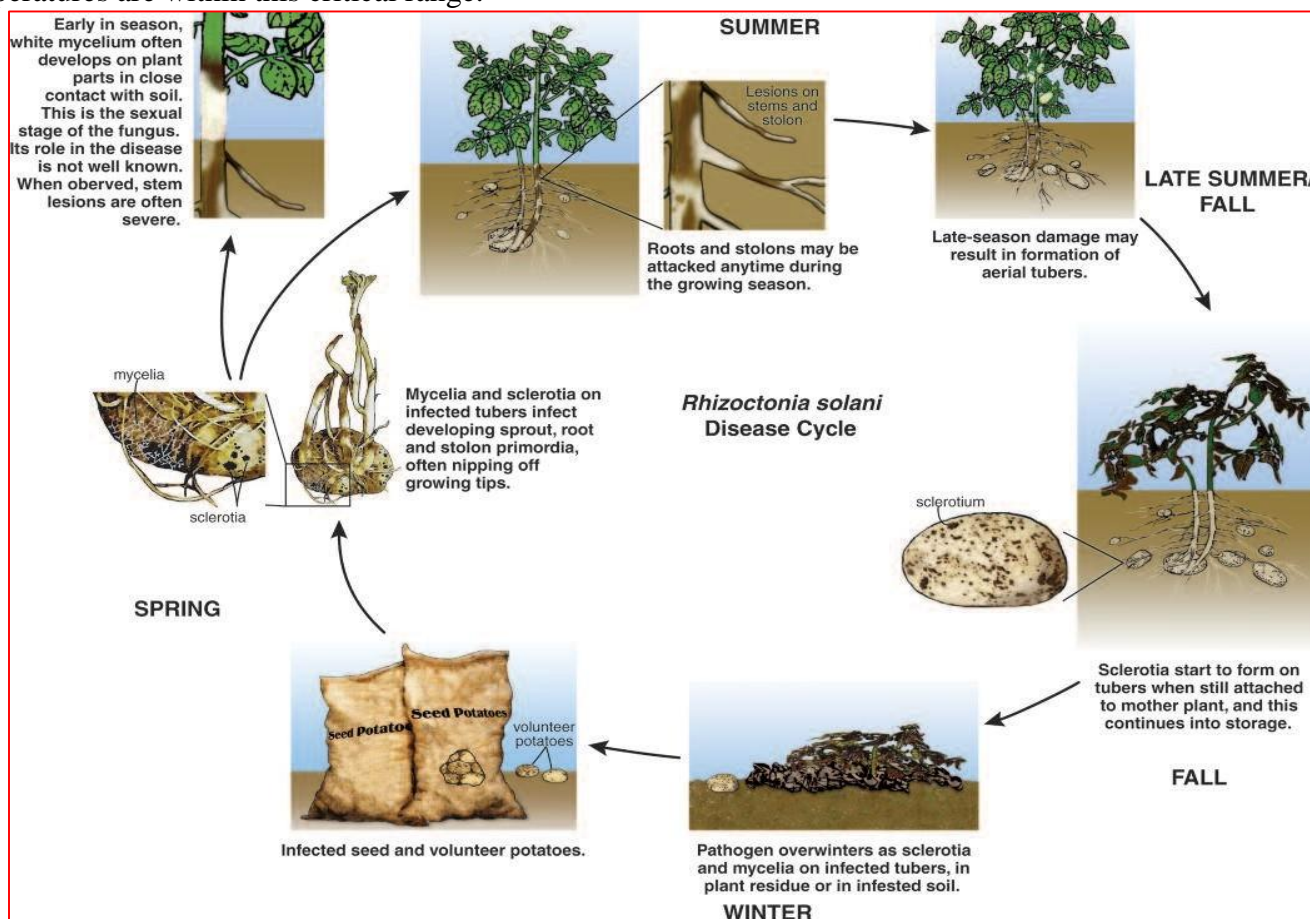 peratures are within this critical range.
Early in season,
white mycelium often
develops on plant
parts in close
contact with soil.
This is the sexual
stage of the fungus.
Its role in the disease
is not well known.
When oberved, stem
lesions are often
severe.
SUMMER
Lesions on
stems and
stolon
Roots and stolons may be
attacked anytime during
the growing season.
LATE SUMMER/
FALL
Late-season damage may
result in formation of
aerial tubers.
mycelia
sclerotia
Mycelia and sclerotia on
infected tubers infect
developing sprout, root
and stolon primordia,
often nipping off
growing tips.
Rhizoctonia solani
Disease Cycle
sclerotium
SPRING
Seed Potatoes
Seed Potatoes
volunteer
potatoes
Infected seed and volunteer potatoes.
Sclerotia start to form on
tubers when still attached
to mother plant, and this
continues into storage.
FALL
Pathogen overwinters as sclerotia
and mycelia on infected tubers, in
plant residue or in infested soil.
WINTER